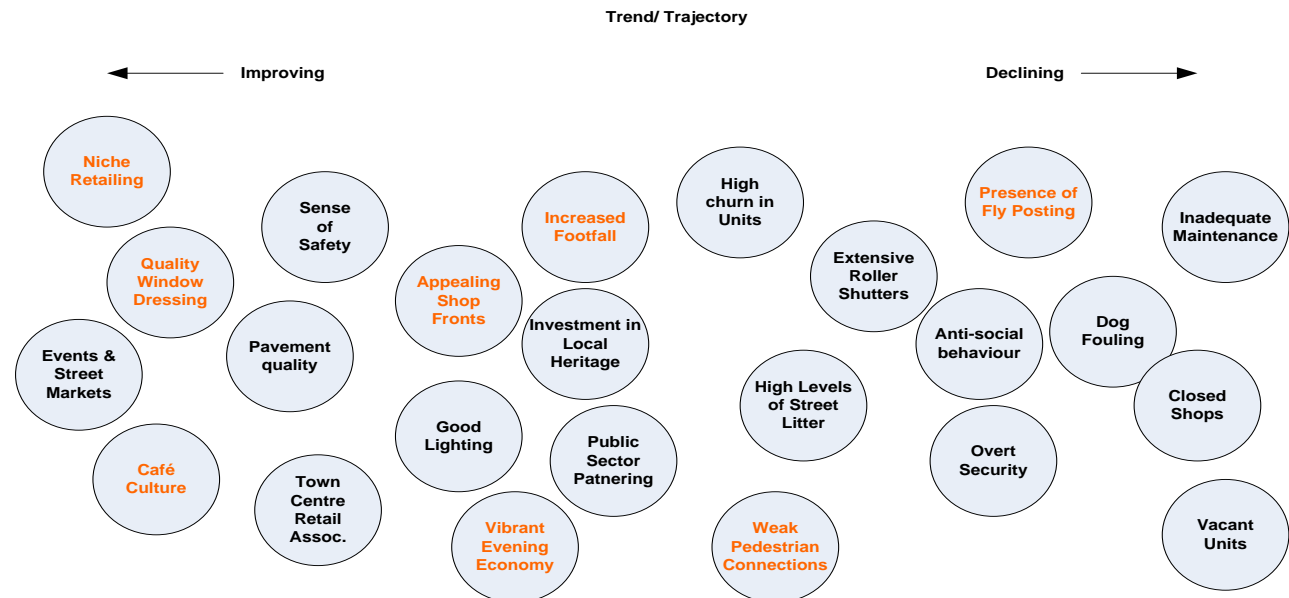 Trend/ Trajectory
Improving
Declining
Niche
Retailing
Sense
of
Safety
Increased
Footfall
High
churn in
Units
Presence of
Fly Posting
Inadequate
Maintenance
Quality
Window
Dressing
Appealing
Shop
Fronts
Extensive
Roller
Shutters
Events &
Street
Markets
Pavement
quality
Investment in
Local
Heritage
Anti-social
behaviour
Dog
Fouling
High Levels
of Street
Litter
Closed
Shops
Café
Culture
Good
Lighting
Public
Sector
Patnering
Overt
Security
Town
Centre
Retail
Assoc.
Vibrant
Evening
Economy
Weak
Pedestrian
Connections
Vacant
Units